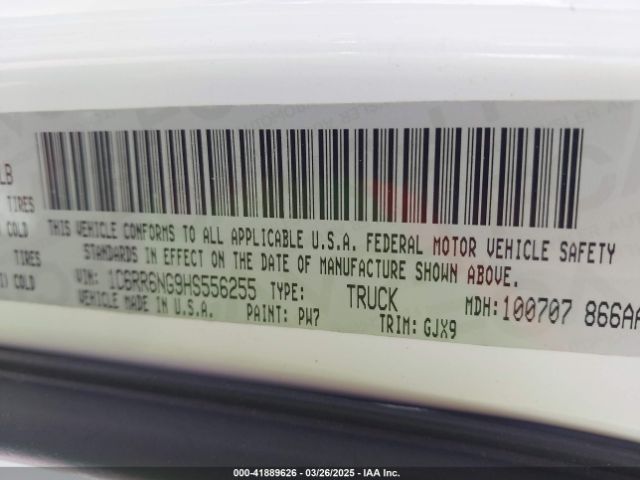 LB
TIRES
COLD
TIRES
COLD
THIS VEHICLE CONFORMS TO ALL APPLICABLE U.S.A. FEDERAL MOTOR VEHICLE SAFETY
STANDARDS IN EFFECT ON THE DATE OF MANUFACTURE SHOWN ABOVE.
VIN: 1C6RR6NG9HS556255 TYPE: TRUCK MDH: 100707 866AA
VEHICLE MADE IN U.S.A. PAINT: PW7 TRIM: GJX9
000-41889626 / 03/26/2025 - IAA Inc.